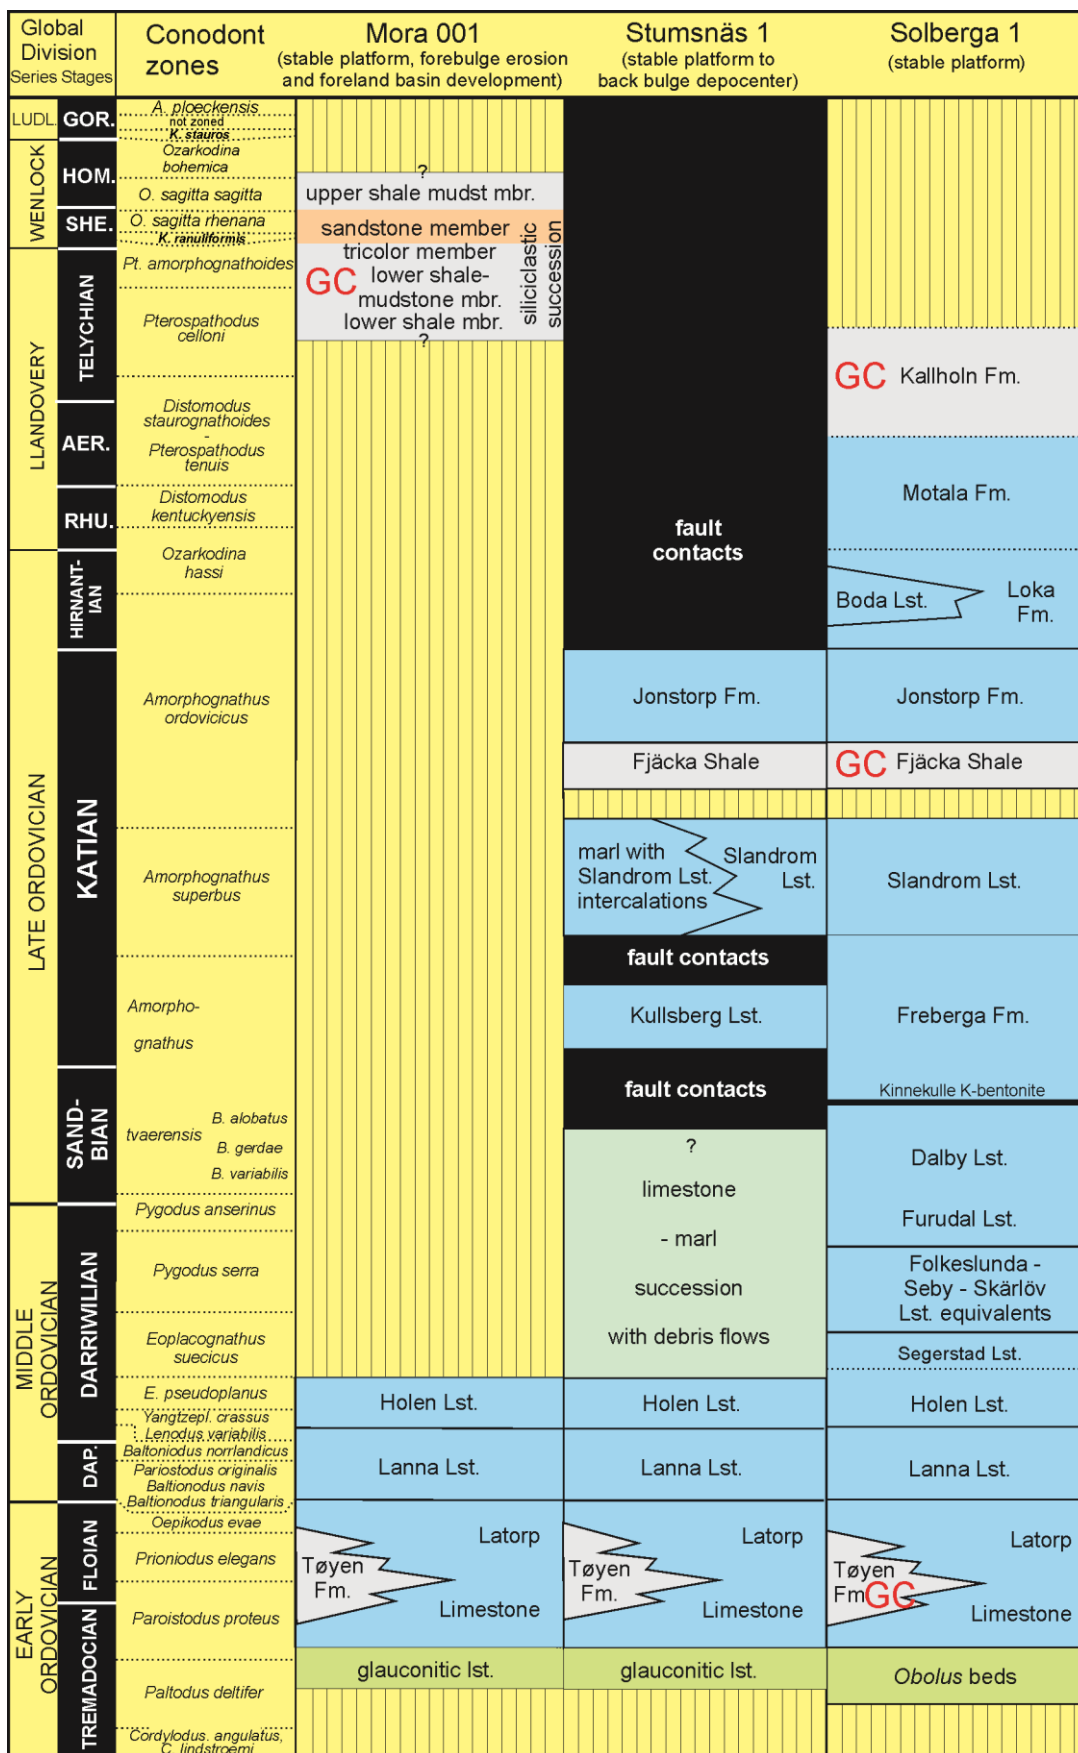 Global
Division
Series Stages
Conodont
zones
Mora 001
(stable platform, forebulge erosion
and foreland basin development)
Stumsnäs 1
(stable platform to
back bulge depocenter)
Solberga 1
(stable platform)
LUDL.
WENLOCK
LLANDOVERY
LATE ORDOVICIAN
MIDDLE
ORDOVICIAN
EARLY
ORDOVICIAN
GOR.
HOM.
SHE.
TELYCHIAN
AER.
RHU.
HIRNANT-
IAN
KATIAN
SAND-
BIAN
DARRIWILIAN
DAP.
FLOIAN
TREMADOCIAN
A. ploeckensis
not zoned
K. stauros
Ozarkodina
bohemica
O. sagitta sagitta
O. sagitta rhenana
K. ranuliformis
Pt. amorphognathoides
Pterospathodus
celloni
Distomodus
staurognathoides
-
Pterospathodus
tenuis
Distomodus
kentuckyensis
Ozarkodina
hassi
Amorphognathus
ordovicicus
Amorphognathus
superbus
Amorpho-
gnathus
tvaerensis
B. alobatus
B. gerdae
B. variabilis
Pygodus anserinus
Pygodus serra
Eoplacognathus
suecicus
E. pseudoplanus
Yangtzepl. crassus
Lenodus variabilis
Baltoniodus norrlandicus
Pariostodus originalis
Baltionodus navis
Baltionodus triangularis
Oepikodus evae
Prioniodus elegans
Paroistodus proteus
Paltodus deltifer
Cordylodus. angulatus,
C. lindstroemi
?
upper shale mudst mbr.
sandstone member
tricolor member
GC
lower shale-
mudstone mbr.
lower shale mbr.
?
siliciclastic
succession
Holen Lst.
Lanna Lst.
Latorp
Tøyen
Fm.
Limestone
glauconitic lst.
fault
contacts
Jonstorp Fm.
Fjäcka Shale
marl with
Slandrom Lst.
intercalations
Slandrom
Lst.
fault contacts
Kullsberg Lst.
fault contacts
?
limestone
- marl
succession
with debris flows
Holen Lst.
Lanna Lst.
Latorp
Tøyen
Fm.
Limestone
glauconitic lst.
GC Kallholn Fm.
Motala Fm.
Boda Lst.
Loka
Fm.
Jonstorp Fm.
GC Fjäcka Shale
Slandrom Lst.
Freberga Fm.
Kinnekulle K-bentonite
Dalby Lst.
Furudal Lst.
Folkeslunda -
Seby - Skärlöv
Lst. equivalents
Segerstad Lst.
Holen Lst.
Lanna Lst.
Latorp
Tøyen
Fm GC
Limestone
Obolus beds